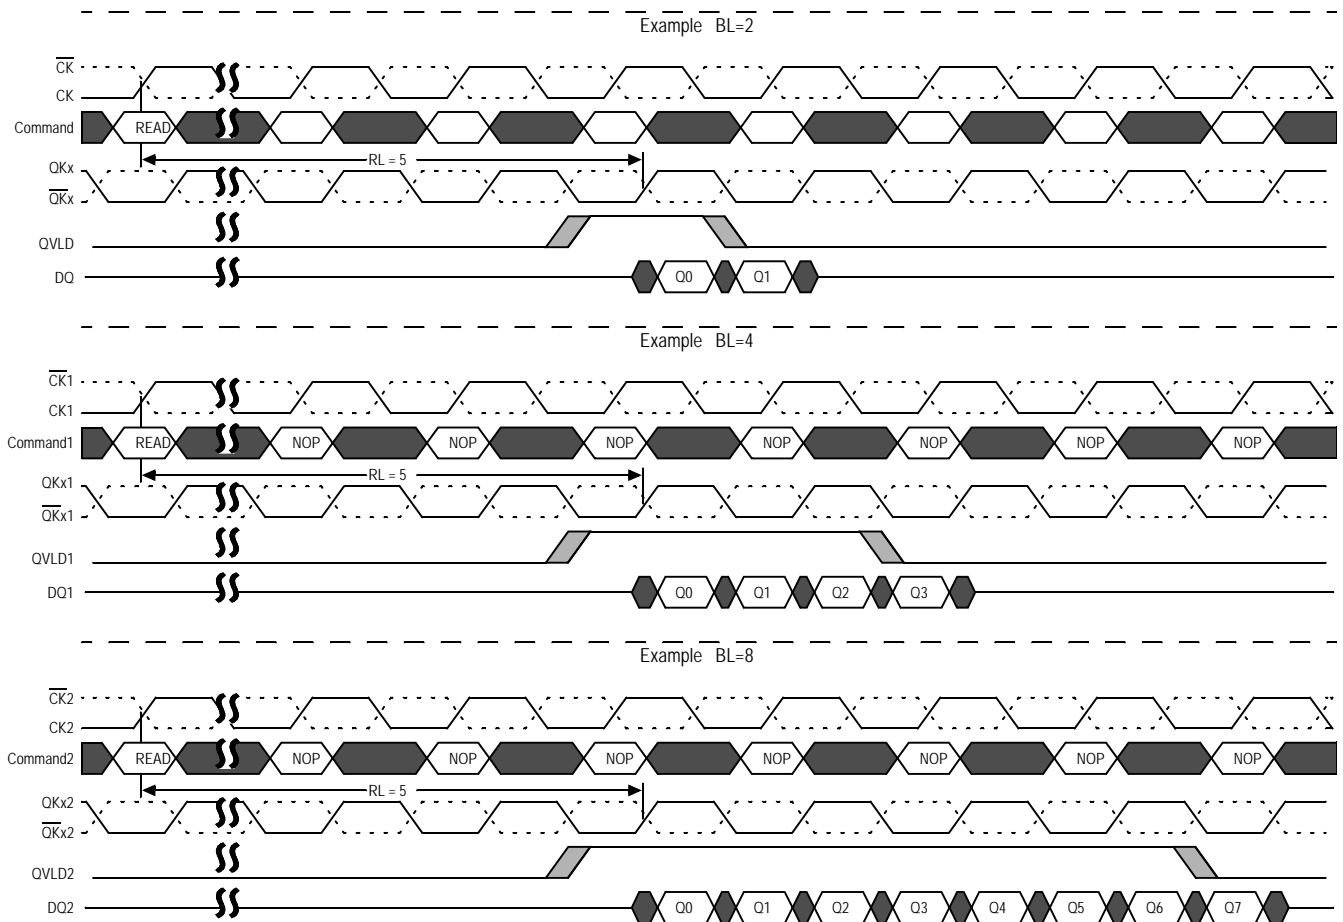 Example BL=2
CK
CK
Command READ
RL = 5
QKx
QKx
QVLD
DQ Q0 Q1
Example BL=4
CK1
CK1
Command1 READ NOP NOP NOP NOP NOP NOP NOP
RL = 5
QKx1
QKx1
QVLD1
DQ1 Q0 Q1 Q2 Q3
Example BL=8
CK2
CK2
Command2 READ NOP NOP NOP NOP NOP NOP NOP
RL = 5
QKx2
QKx2
QVLD2
DQ2 Q0 Q1 Q2 Q3 Q4 Q5 Q6 Q7